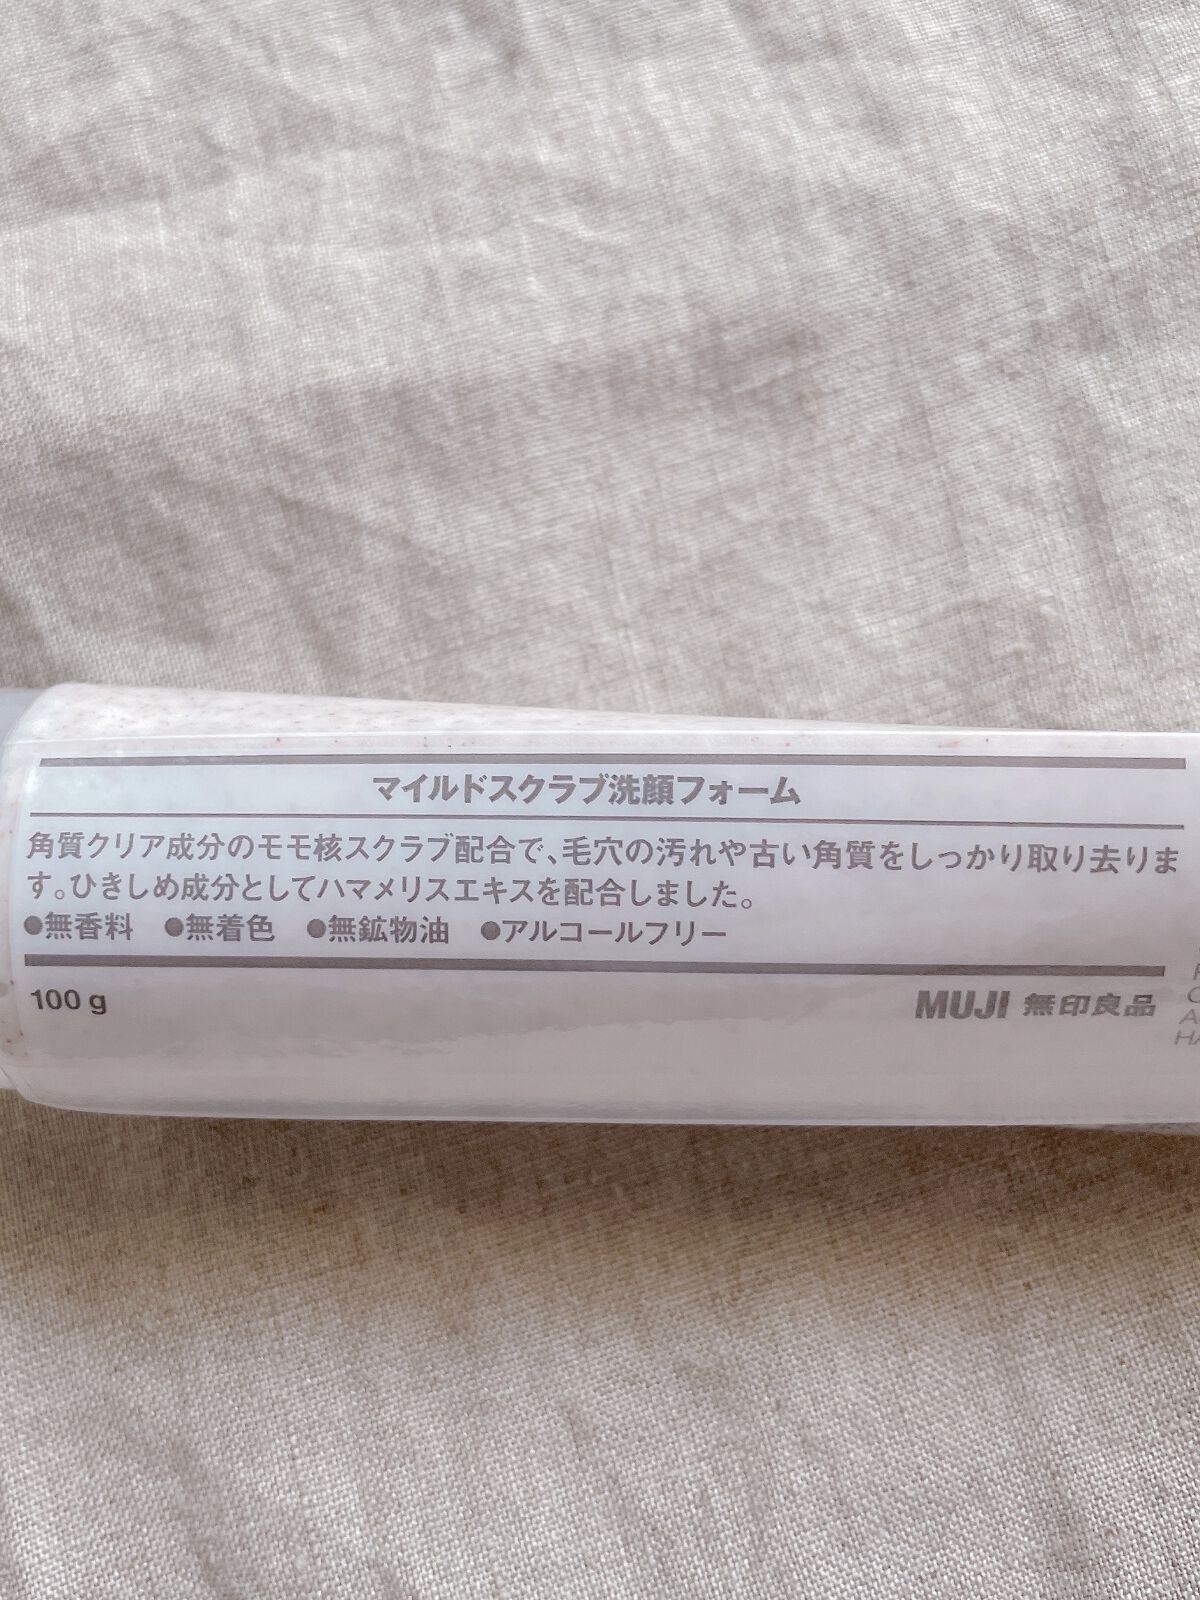 マイルドスクラブ洗顔フォーム
角質クリア成分のモモ核スクラブ配合で、毛穴の汚れや古い角質をしっかり取り去りま
す。ひきしめ成分としてハマメリスエキスを配合しました。
●無香料 ●無着色 ●無鉱物油 ●アルコールフリー
100 g
MUJI 無印良品